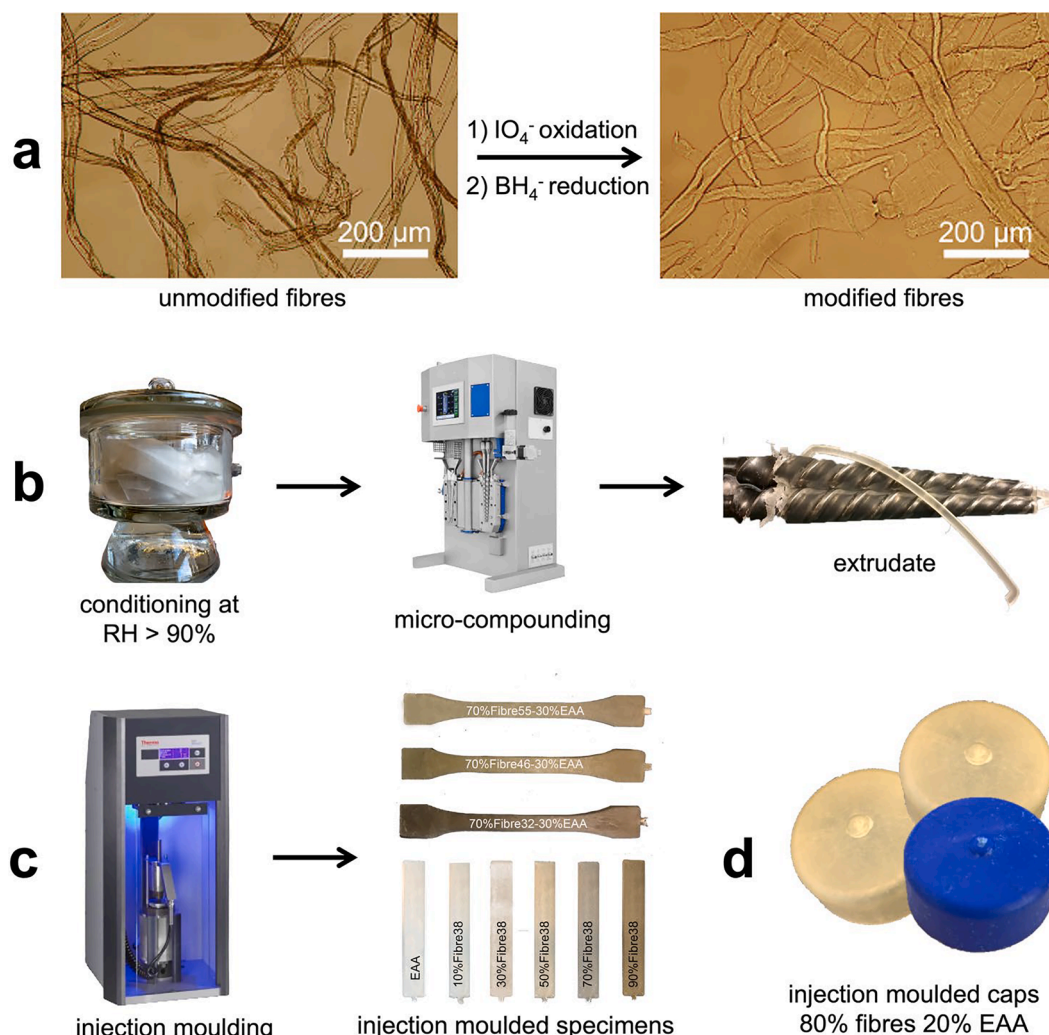 a
1) IO₄⁻ oxidation
2) BH₄⁻ reduction
200 µm
200 µm
unmodified fibres
modified fibres
b
conditioning at
RH > 90%
micro-compounding
extrudate
c
Thermo
70%Fibre55-30%EAA
70%Fibre46-30%EAA
70%Fibre32-30%EAA
EAA
10%Fibre38
30%Fibre38
50%Fibre38
70%Fibre38
90%Fibre38
injection moulding
injection moulded specimens
d
injection moulded caps
80% fibres 20% EAA